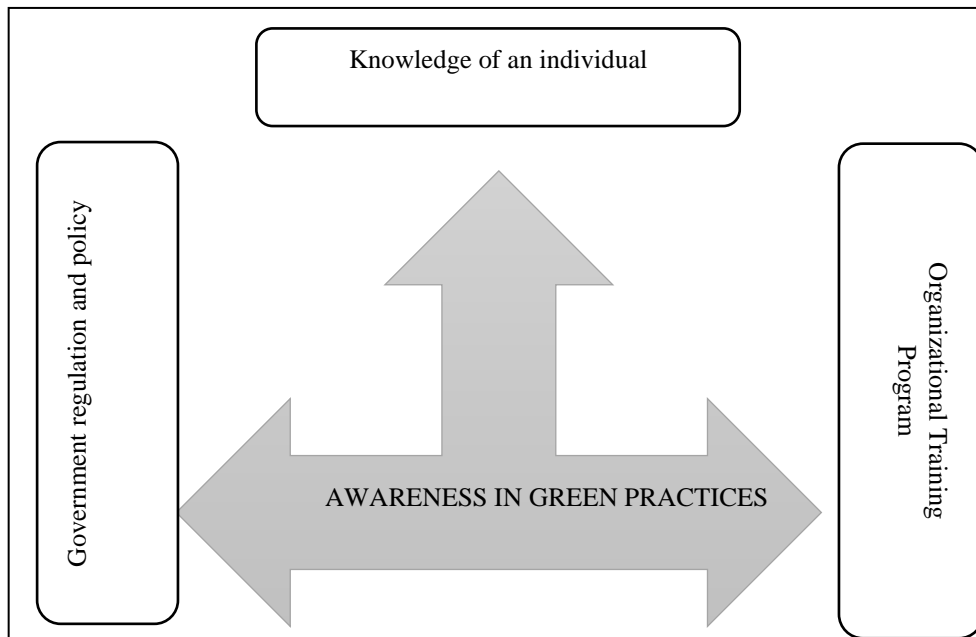 Knowledge of an individual
Government regulation and policy
Organizational Training
Program
AWARENESS IN GREEN PRACTICES